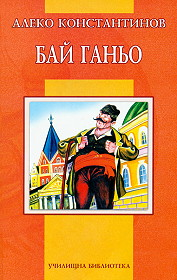 АЛЕКО КОНСТАНТИНОВ
БАЙ ГАНЬО
УЧИЛИЩНА БИБЛИОТЕКА